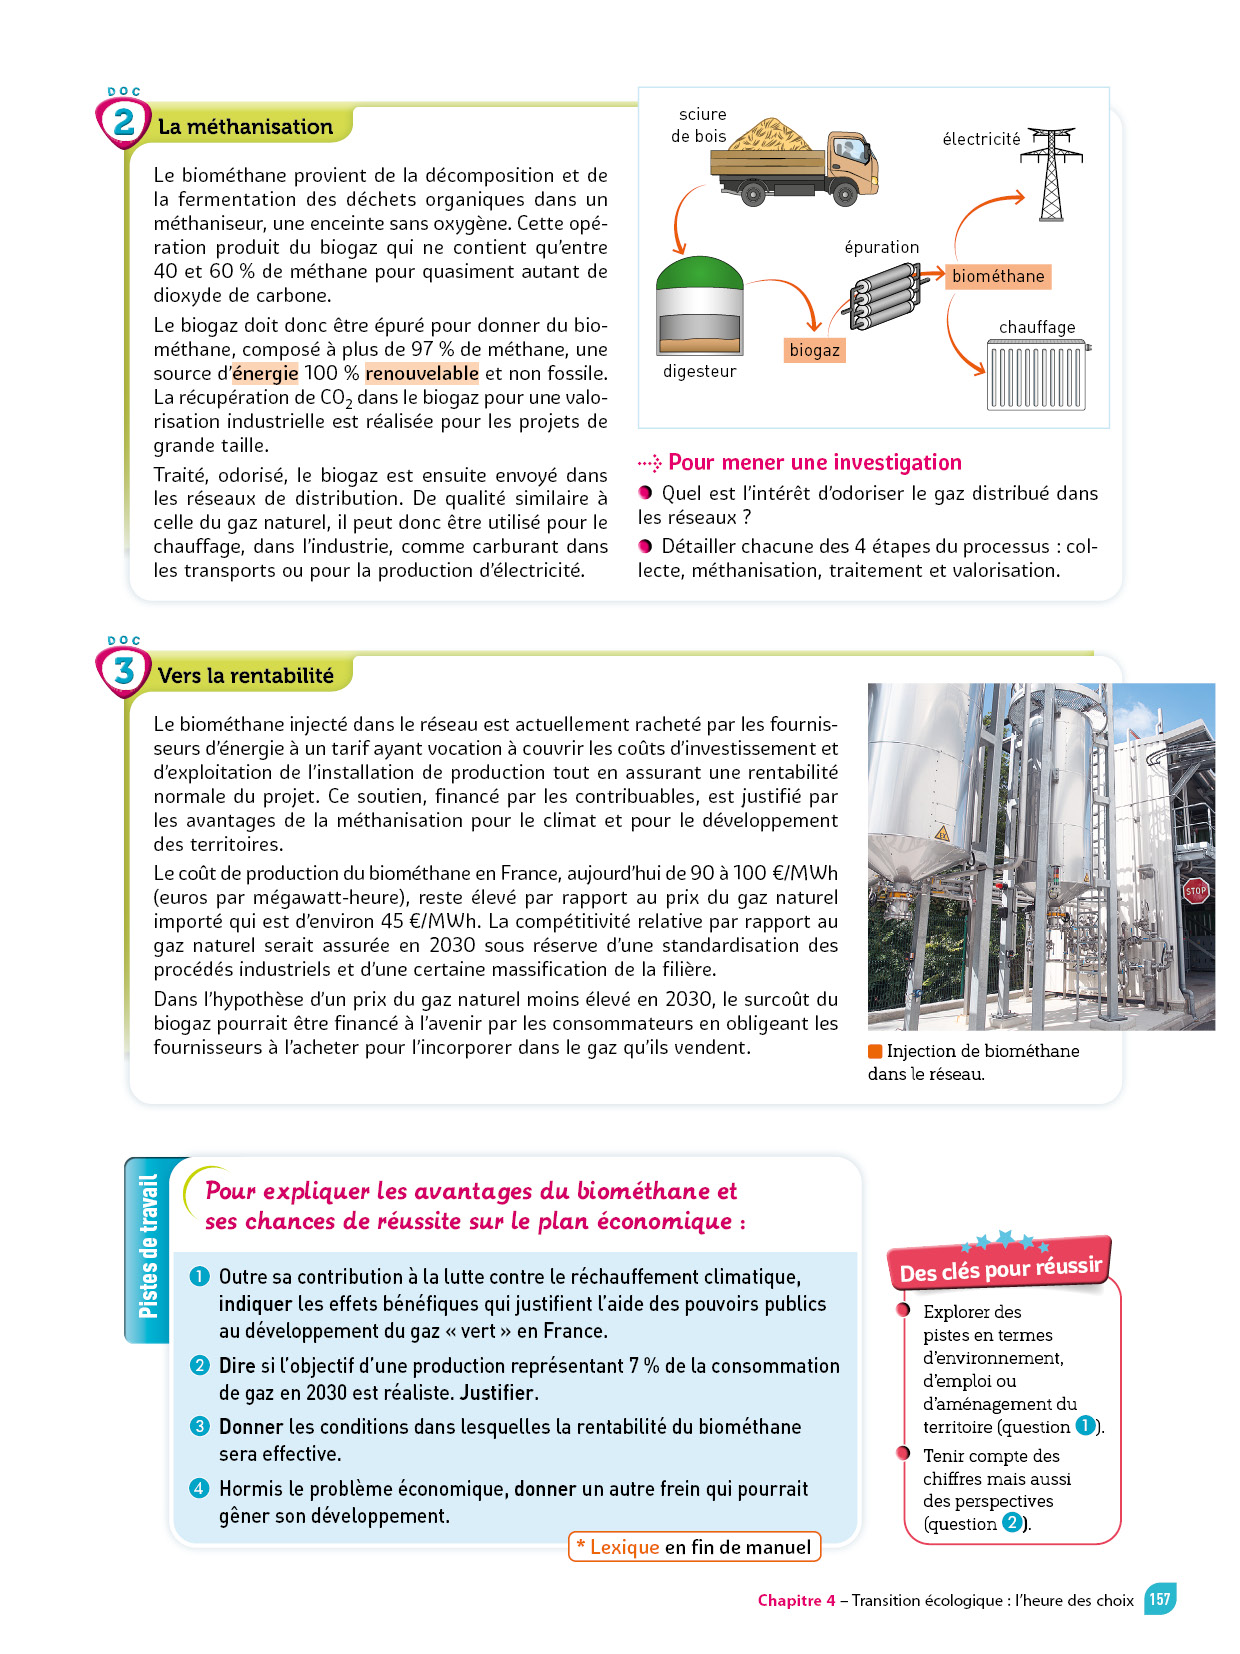 DOC
2
La méthanisation
Le biométhane provient de la décomposition et de
la fermentation des déchets organiques dans un
méthaniseur, une enceinte sans oxygène. Cette opé-
ration produit du biogaz qui ne contient qu'entre
40 et 60 % de méthane pour quasiment autant de
dioxyde de carbone.
Le biogaz doit donc être épuré pour donner du bio-
méthane, composé à plus de 97 % de méthane, une
source d'énergie 100 % renouvelable et non fossile.
La récupération de CO₂ dans le biogaz pour une valo-
risation industrielle est réalisée pour les projets de
grande taille.
Traité, odorisé, le biogaz est ensuite envoyé dans
les réseaux de distribution. De qualité similaire à
celle du gaz naturel, il peut donc être utilisé pour le
chauffage, dans l'industrie, comme carburant dans
les transports ou pour la production d'électricité.
sciure
de bois
électricité
épuration
biométhane
chauffage
biogaz
digesteur
Pour mener une investigation
Quel est l'intérêt d'odoriser le gaz distribué dans
les réseaux ?
Détailler chacune des 4 étapes du processus : col-
lecte, méthanisation, traitement et valorisation.
DOC
3
Vers la rentabilité
Le biométhane injecté dans le réseau est actuellement racheté par les fournis-
seurs d'énergie à un tarif ayant vocation à couvrir les coûts d'investissement et
d'exploitation de l'installation de production tout en assurant une rentabilité
normale du projet. Ce soutien, financé par les contribuables, est justifié par
les avantages de la méthanisation pour le climat et pour le développement
des territoires.
Le coût de production du biométhane en France, aujourd'hui de 90 à 100 €/MWh
(euros par mégawatt-heure), reste élevé par rapport au prix du gaz naturel
importé qui est d'environ 45 €/MWh. La compétitivité relative par rapport au
gaz naturel serait assurée en 2030 sous réserve d'une standardisation des
procédés industriels et d'une certaine massification de la filière.
Dans l'hypothèse d'un prix du gaz naturel moins élevé en 2030, le surcoût du
biogaz pourrait être financé à l'avenir par les consommateurs en obligeant les
fournisseurs à l'acheter pour l'incorporer dans le gaz qu'ils vendent.
STOP
Injection de biométhane
dans le réseau.
Pistes de travail
Pour expliquer les avantages du biométhane et
ses chances de réussite sur le plan économique :
1 Outre sa contribution à la lutte contre le réchauffement climatique,
indiquer les effets bénéfiques qui justifient l'aide des pouvoirs publics
au développement du gaz « vert » en France.
2 Dire si l'objectif d'une production représentant 7 % de la consommation
de gaz en 2030 est réaliste. Justifier.
3 Donner les conditions dans lesquelles la rentabilité du biométhane
sera effective.
4 Hormis le problème économique, donner un autre frein qui pourrait
gêner son développement.
* Lexique en fin de manuel
Des clés pour réussir
Explorer des
pistes en termes
d'environnement,
d'emploi ou
d'aménagement du
territoire (question 1).
Tenir compte des
chiffres mais aussi
des perspectives
(question 2).
Chapitre 4 – Transition écologique : l'heure des choix 157